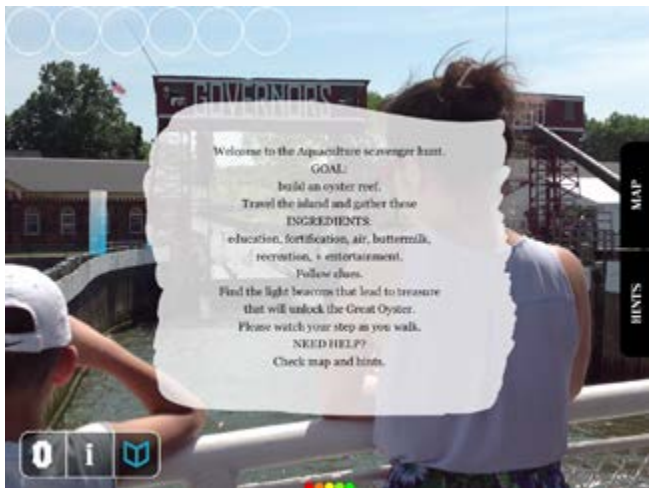 GOVERNORS
Welcome to the Aquaculture scavenger hunt.
GOAL:
build an oyster reef.
Travel the island and gather these
INGREDIENTS:
education, fortification, air, buttermilk,
recreation, + entertainment.
Follow clues.
Find the light beacons that lead to treasure
that will unlock the Great Oyster.
Please watch your step as you walk.
NEED HELP?
Check map and hints.
MAP
HINTS
i